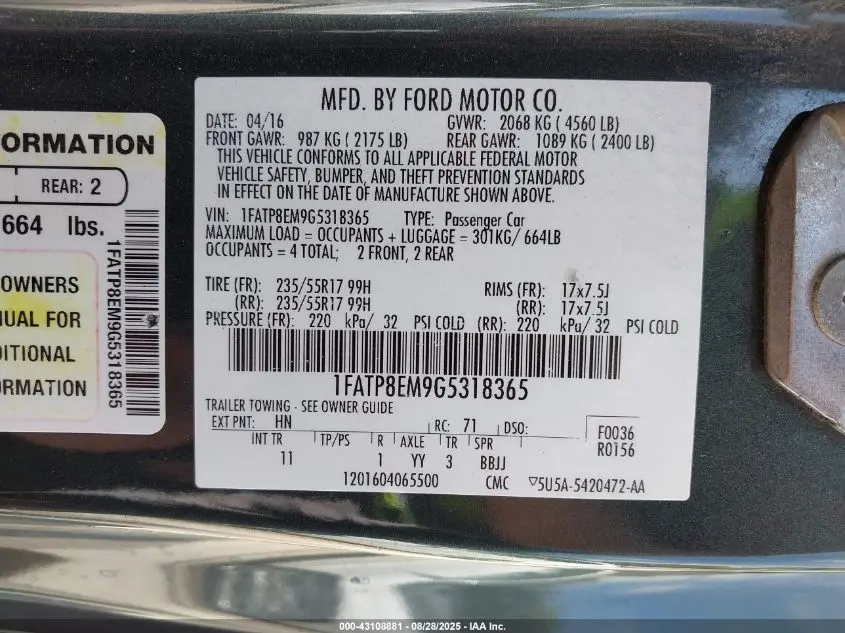 ORMATION
REAR: 2
664 lbs.
OWNERS
UAL FOR
DITIONAL
RMATION
1FATP8EM9G5318365
MFD. BY FORD MOTOR CO.
DATE: 04/16 GVWR: 2068 KG ( 4560 LB)
FRONT GAWR: 987 KG ( 2175 LB) REAR GAWR: 1089 KG ( 2400 LB)
THIS VEHICLE CONFORMS TO ALL APPLICABLE FEDERAL MOTOR
VEHICLE SAFETY, BUMPER, AND THEFT PREVENTION STANDARDS
IN EFFECT ON THE DATE OF MANUFACTURE SHOWN ABOVE.
VIN: 1FATP8EM9G5318365 TYPE: Passenger Car
MAXIMUM LOAD = OCCUPANTS + LUGGAGE = 301KG/ 664LB
OCCUPANTS = 4 TOTAL; 2 FRONT, 2 REAR
TIRE (FR): 235/55R17 99H RIMS (FR): 17x7.5J
(RR): 235/55R17 99H (RR): 17x7.5J
PRESSURE (FR): 220 kPa/ 32 PSI COLD (RR): 220 kPa/ 32 PSI COLD
1FATP8EM9G5318365
TRAILER TOWING - SEE OWNER GUIDE
EXT PNT: HN RC: 71 DSO: F0036
R0156
INT TR TP/PS R AXLE TR SPR
11 1 YY 3 BBJJ
1201604065500 CMC ▽5U5A-5420472-AA
000-43108881 - 08/28/2025 - IAA Inc.